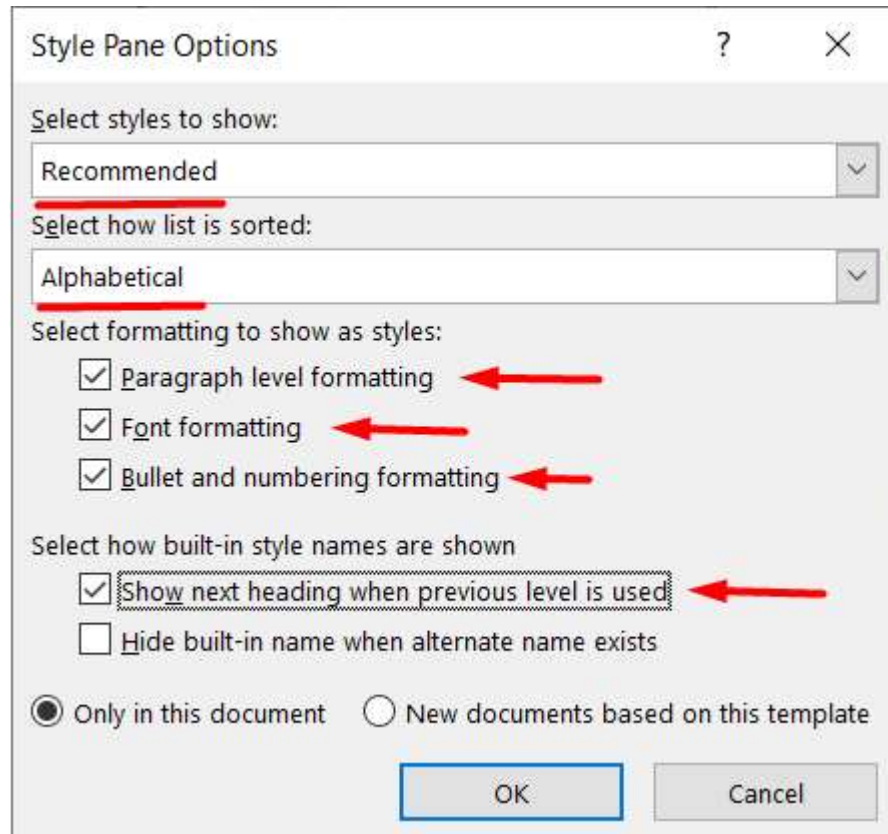 Style Pane Options ?
Select styles to show:
Recommended
Select how list is sorted:
Alphabetical
Select formatting to show as styles:
Paragraph level formatting
Font formatting
Bullet and numbering formatting
Select how built-in style names are shown
Show next heading when previous level is used
Hide built-in name when alternate name exists
Only in this document New documents based on this template
OK Cancel